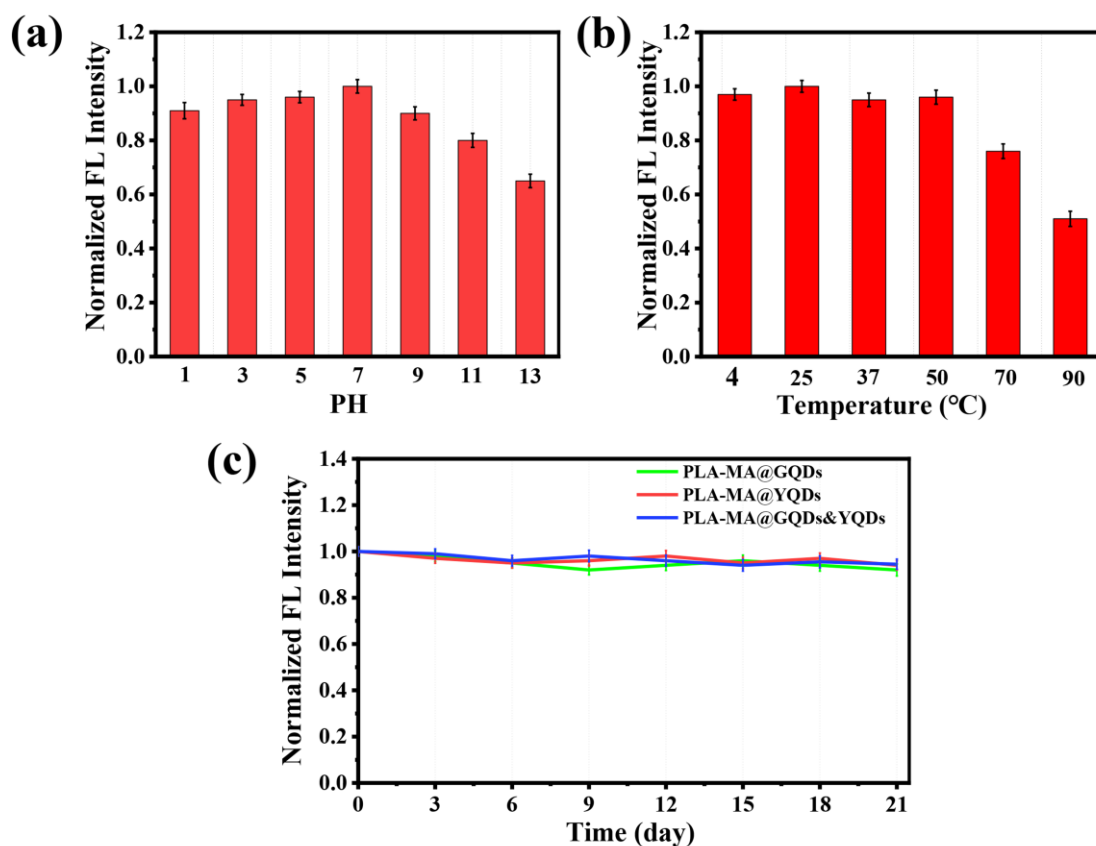 (a)
Normalized FL Intensity
1.2
1.0
0.8
0.6
0.4
0.2
0.0
1 3 5 7 9 11 13
PH
(b)
Normalized FL Intensity
1.2
1.0
0.8
0.6
0.4
0.2
0.0
4 25 37 50 70 90
Temperature (°C)
(c)
Normalized FL Intensity
1.4
1.2
1.0
0.8
0.6
0.4
0.2
0.0
PLA-MA@GQDs
PLA-MA@YQDs
PLA-MA@GQDs&YQDs
0 3 6 9 12 15 18 21
Time (day)